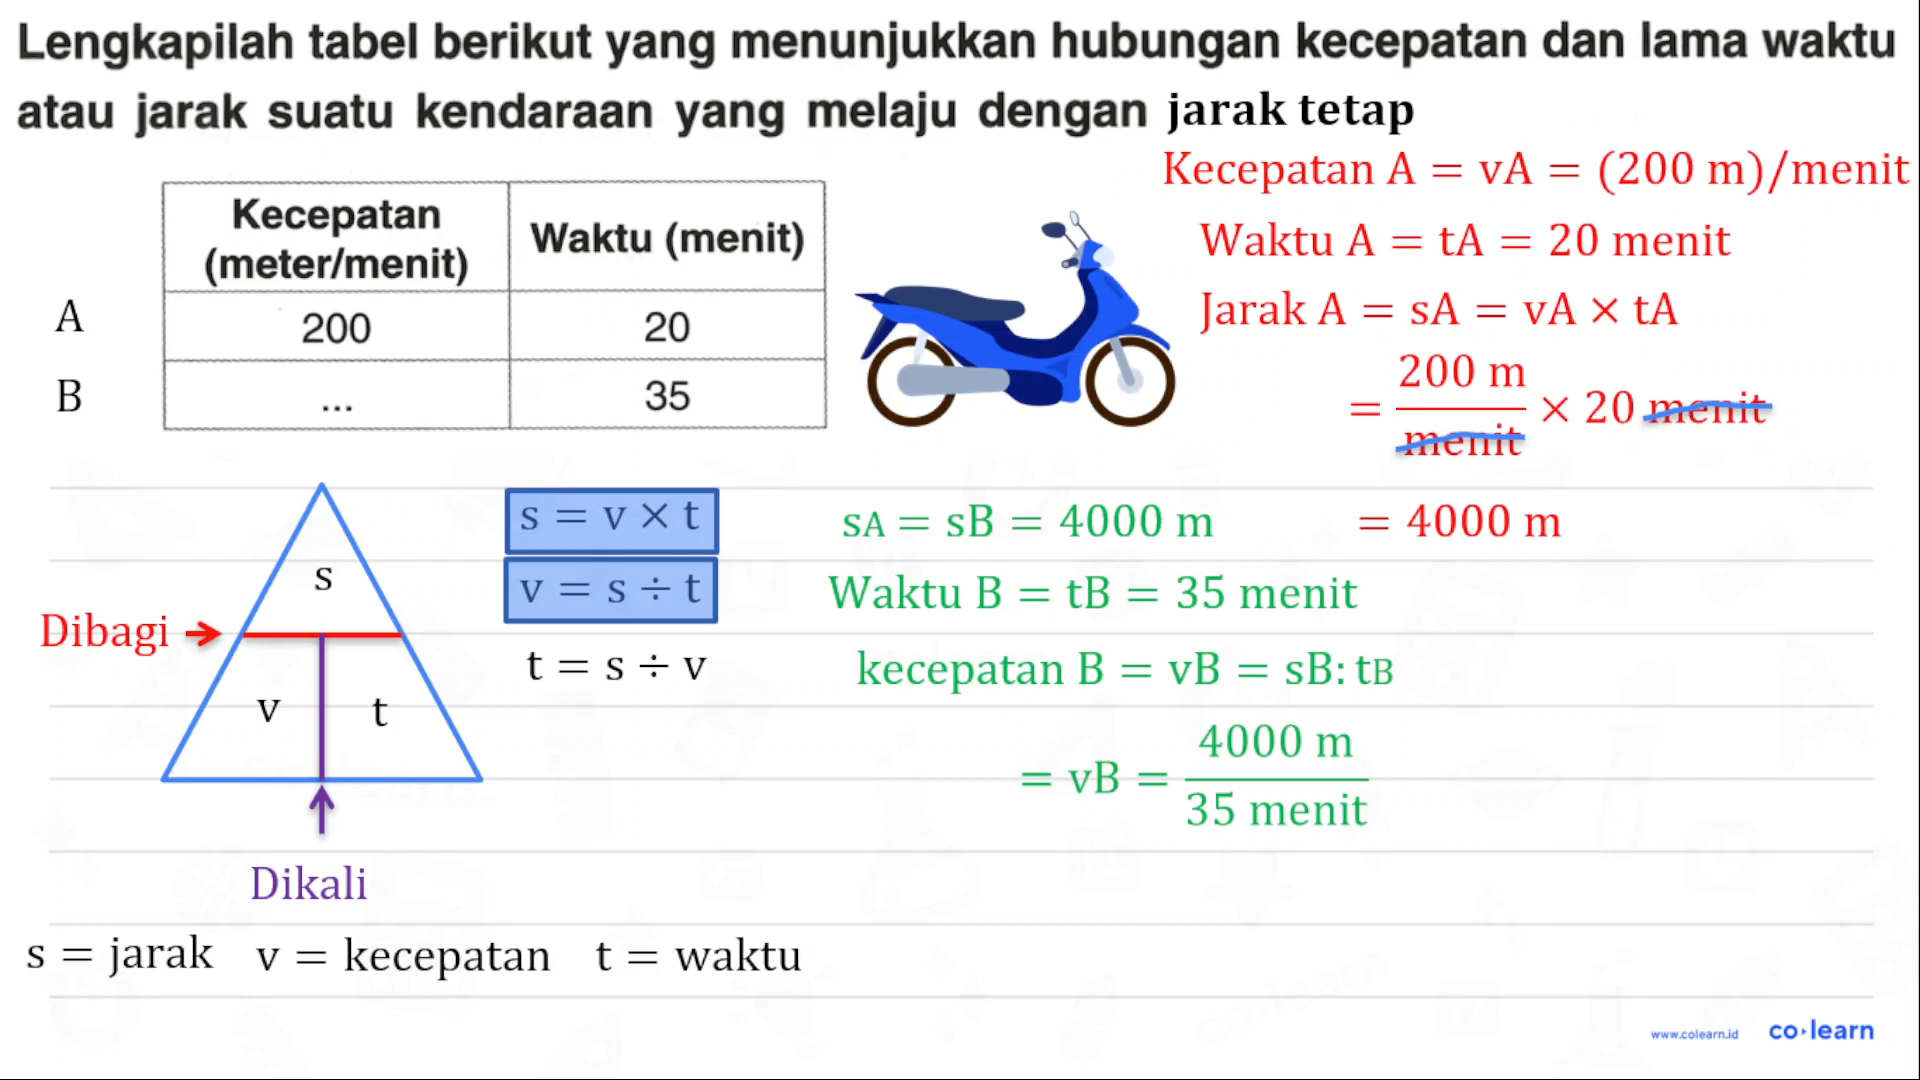 Lengkapilah tabel berikut yang menunjukkan hubungan kecepatan dan lama waktu
atau jarak suatu kendaraan yang melaju dengan jarak tetap
Kecepatan
(meter/menit)
Waktu (menit)
A
200
20
B
...
35
Kecepatan A = vA = (200 m)/menit
Waktu A = tA = 20 menit
Jarak A = sA = vA × tA
= 200 m / menit × 20 menit
= 4000 m
s
v
t
Dibagi
Dikali
s = v × t
v = s ÷ t
t = s ÷ v
sA = sB = 4000 m
Waktu B = tB = 35 menit
kecepatan B = vB = sB: tB
= vB = 4000 m / 35 menit
s = jarak v = kecepatan t = waktu
www.colearn.id co·learn